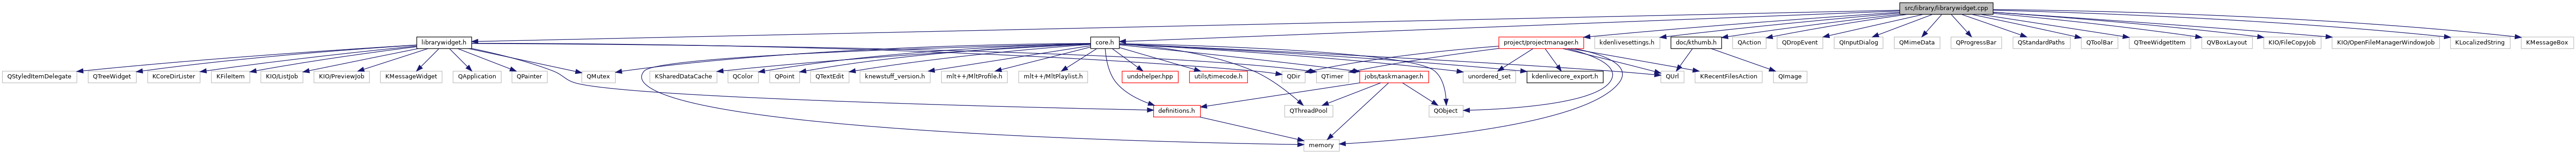 src/library/librarywidget.cpp
librarywidget.h
core.h
project/projectmanager.h
kdenlivesettings.h
doc/kthumb.h
QAction
QDropEvent
QInputDialog
QMimeData
QProgressBar
QStandardPaths
QToolBar
QTreeWidgetItem
QVBoxLayout
KIO/FileCopyJob
KIO/OpenFileManagerWindowJob
KLocalizedString
KMessageBox
QStyledItemDelegate
QTreeWidget
KCoreDirLister
KFileItem
KIO/ListJob
KIO/PreviewJob
KMessageWidget
QApplication
QPainter
QMutex
KSharedDataCache
QColor
QPoint
QTextEdit
knewstuff_version.h
mlt++/MltProfile.h
mlt++/MltPlaylist.h
undohelper.hpp
utils/timecode.h
QDir
QTimer
jobs/taskmanager.h
unordered_set
kdenlivecore_export.h
QUrl
KRecentFilesAction
QImage
definitions.h
QThreadPool
QObject
memory